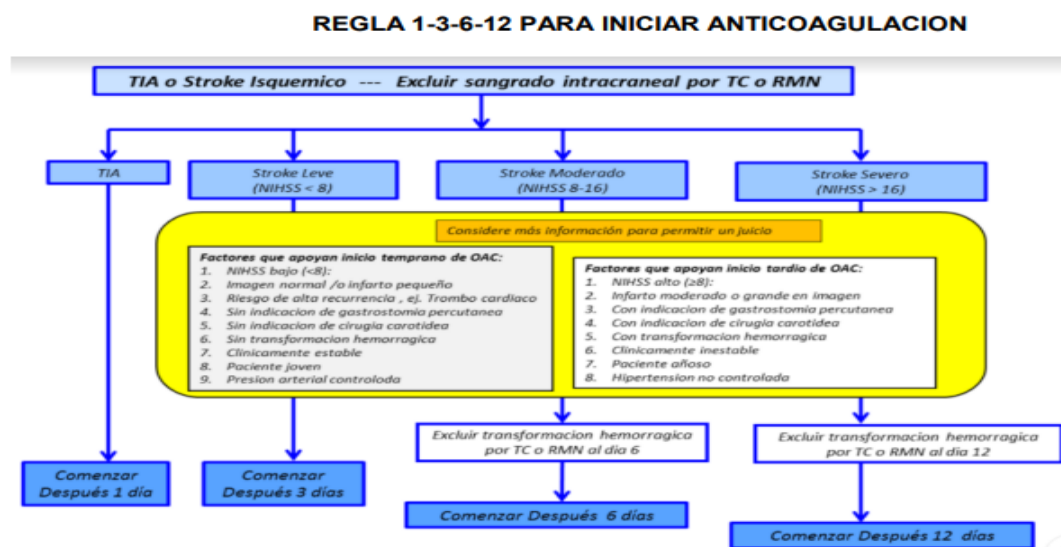 REGLA 1-3-6-12 PARA INICIAR ANTICOAGULACION
TIA o Stroke Isquemico --- Excluir sangrado intracraneal por TC o RMN
TIA
Stroke Leve
(NIHSS < 8)
Stroke Moderado
(NIHSS 8-16)
Stroke Severo
(NIHSS > 16)
Considere más información para permitir un juicio
Factores que apoyan inicio temprano de OAC:
1. NIHSS bajo (<8):
2. Imagen normal /o infarto pequeño
3. Riesgo de alta recurrencia , ej. Trombo cardiaco
4. Sin indicacion de gastrostomia percutanea
5. Sin indicacion de cirugia carotidea
6. Sin transformacion hemorragica
7. Clinicamente estable
8. Paciente joven
9. Presion arterial controloda
Factores que apoyan inicio tardio de OAC:
1. NIHSS alto (≥8):
2. Infarto moderado o grande en imagen
3. Con indicacion de gastrostomia percutanea
4. Con indicacion de cirugia carotidea
5. Con transformacion hemorragica
6. Clinicamente inestable
7. Paciente añoso
8. Hipertension no controlada
Excluir transformacion hemorragica
por TC o RMN al dia 6
Excluir transformacion hemorragica
por TC o RMN al dia 12
Comenzar
Después 1 día
Comenzar
Después 3 días
Comenzar Después 6 días
Comenzar Después 12 días